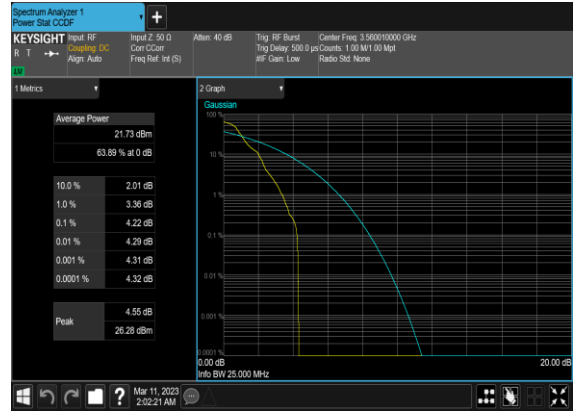 Spectrum Analyzer 1
Power Stat CCDF
KEYSIGHT
R T
LXI
Input: RF
Coupling: DC
Align: Auto
Input Z: 50 Ω
Corr CCorr
Freq Ref: Int (S)
Atten: 40 dB
Trig: RF Burst
Trig Delay: 500.0 µs
#IF Gain: Low
Center Freq: 3.560010000 GHz
Counts: 1.00 M/1.00 Mpt
Radio Std: None
1 Metrics
Average Power
21.73 dBm
63.89 % at 0 dB
10.0 % 2.01 dB
1.0 % 3.36 dB
0.1 % 4.22 dB
0.01 % 4.29 dB
0.001 % 4.31 dB
0.0001 % 4.32 dB
Peak
4.55 dB
26.28 dBm
2 Graph
Gaussian
100 %
10 %
1 %
0.1 %
0.01 %
0.001 %
0.0001 %
0.00 dB 20.00 dB
Info BW 25.000 MHz
Mar 11, 2023
2:02:21 AM